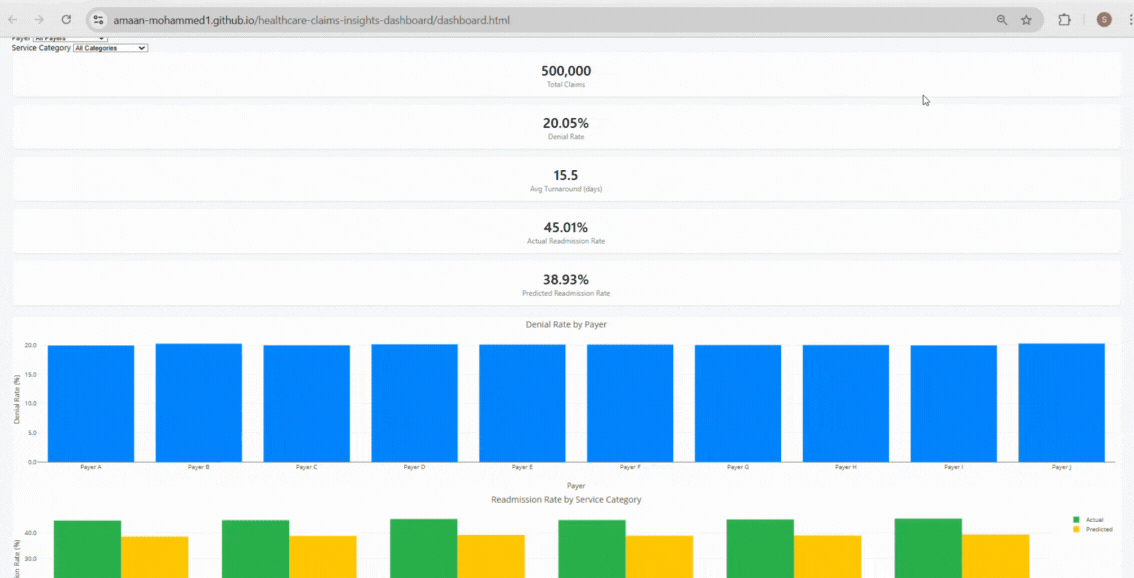 amaan-mohammed1.github.io/healthcare-claims-insights-dashboard/dashboard.html
S
Payer All Payers
Service Category All Categories
500,000
Total Claims
20.05%
Denial Rate
15.5
Avg Turnaround (days)
45.01%
Actual Readmission Rate
38.93%
Predicted Readmission Rate
Denial Rate by Payer
Denial Rate (%)
20.0
15.0
10.0
5.0
0.0
Payer A Payer B Payer C Payer D Payer E Payer F Payer G Payer H Payer I Payer J
Payer
Readmission Rate by Service Category
Actual
Predicted
40.0
30.0
on Rate (%)